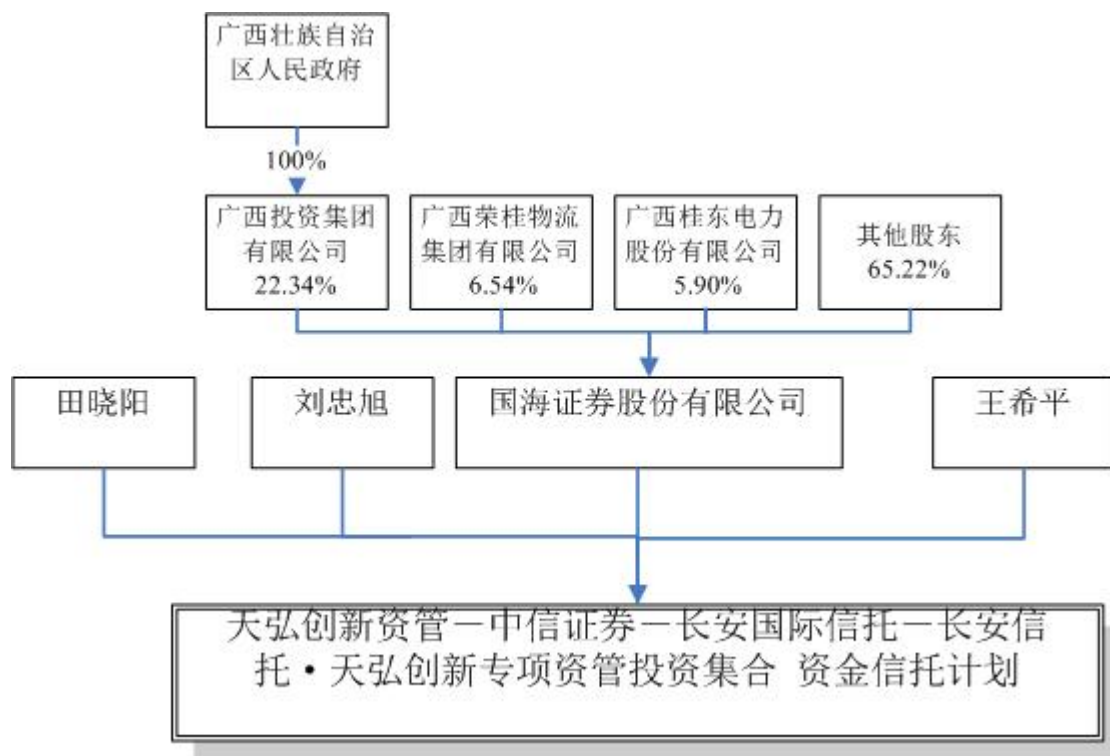 广西壮族自治
区人民政府
100%
广西投资集团
有限公司
22.34%
广西荣桂物流
集团有限公司
6.54%
广西桂东电力
股份有限公司
5.90%
其他股东
65.22%
田晓阳
刘忠旭
国海证券股份有限公司
王希平
天弘创新资管－中信证券－长安国际信托－长安信
托·天弘创新专项资管投资集合 资金信托计划